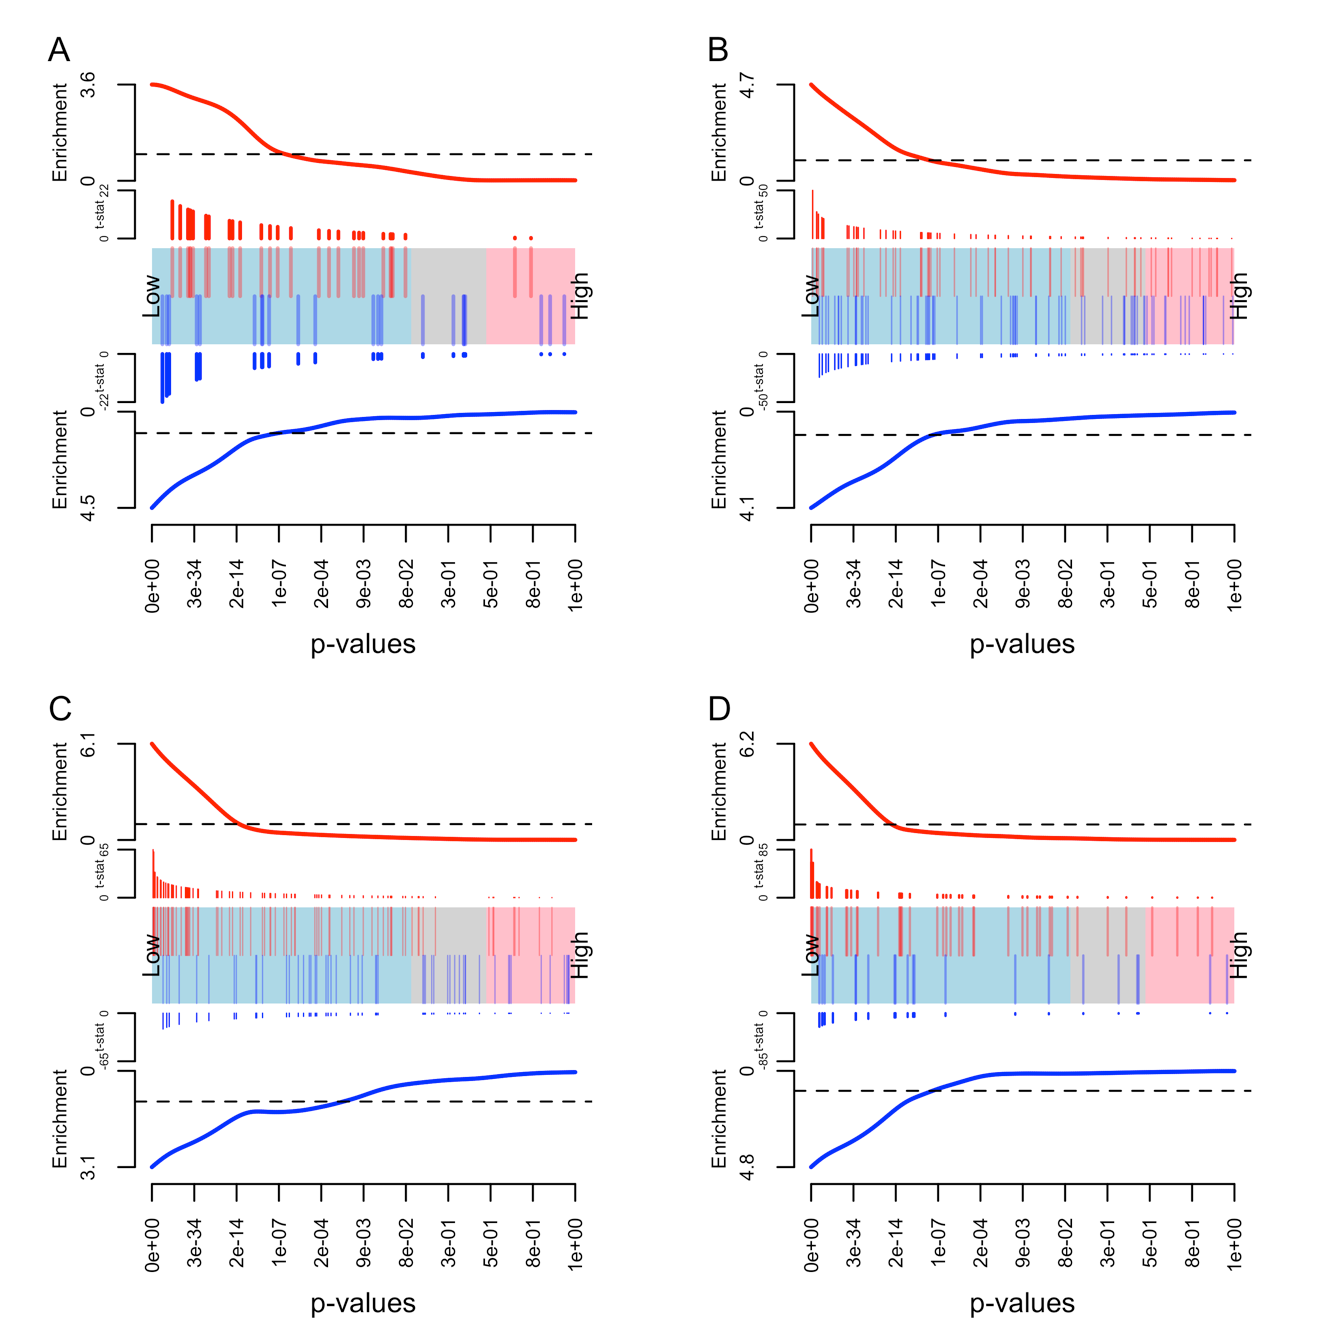 A
Enrichment
3.6
0
t-stat
22
0
Low
High
0
t-stat
-22
Enrichment
0
4.5
0e+00 3e-34 2e-14 1e-07 2e-04 9e-03 8e-02 3e-01 5e-01 8e-01 1e+00
p-values
B
Enrichment
4.7
0
t-stat
50
0
Low
High
0
t-stat
-50
Enrichment
0
4.1
0e+00 3e-34 2e-14 1e-07 2e-04 9e-03 8e-02 3e-01 5e-01 8e-01 1e+00
p-values
C
Enrichment
6.1
0
t-stat
65
0
Low
High
0
t-stat
-65
Enrichment
0
3.1
0e+00 3e-34 2e-14 1e-07 2e-04 9e-03 8e-02 3e-01 5e-01 8e-01 1e+00
p-values
D
Enrichment
6.2
0
t-stat
85
0
Low
High
0
t-stat
-85
Enrichment
0
4.8
0e+00 3e-34 2e-14 1e-07 2e-04 9e-03 8e-02 3e-01 5e-01 8e-01 1e+00
p-values